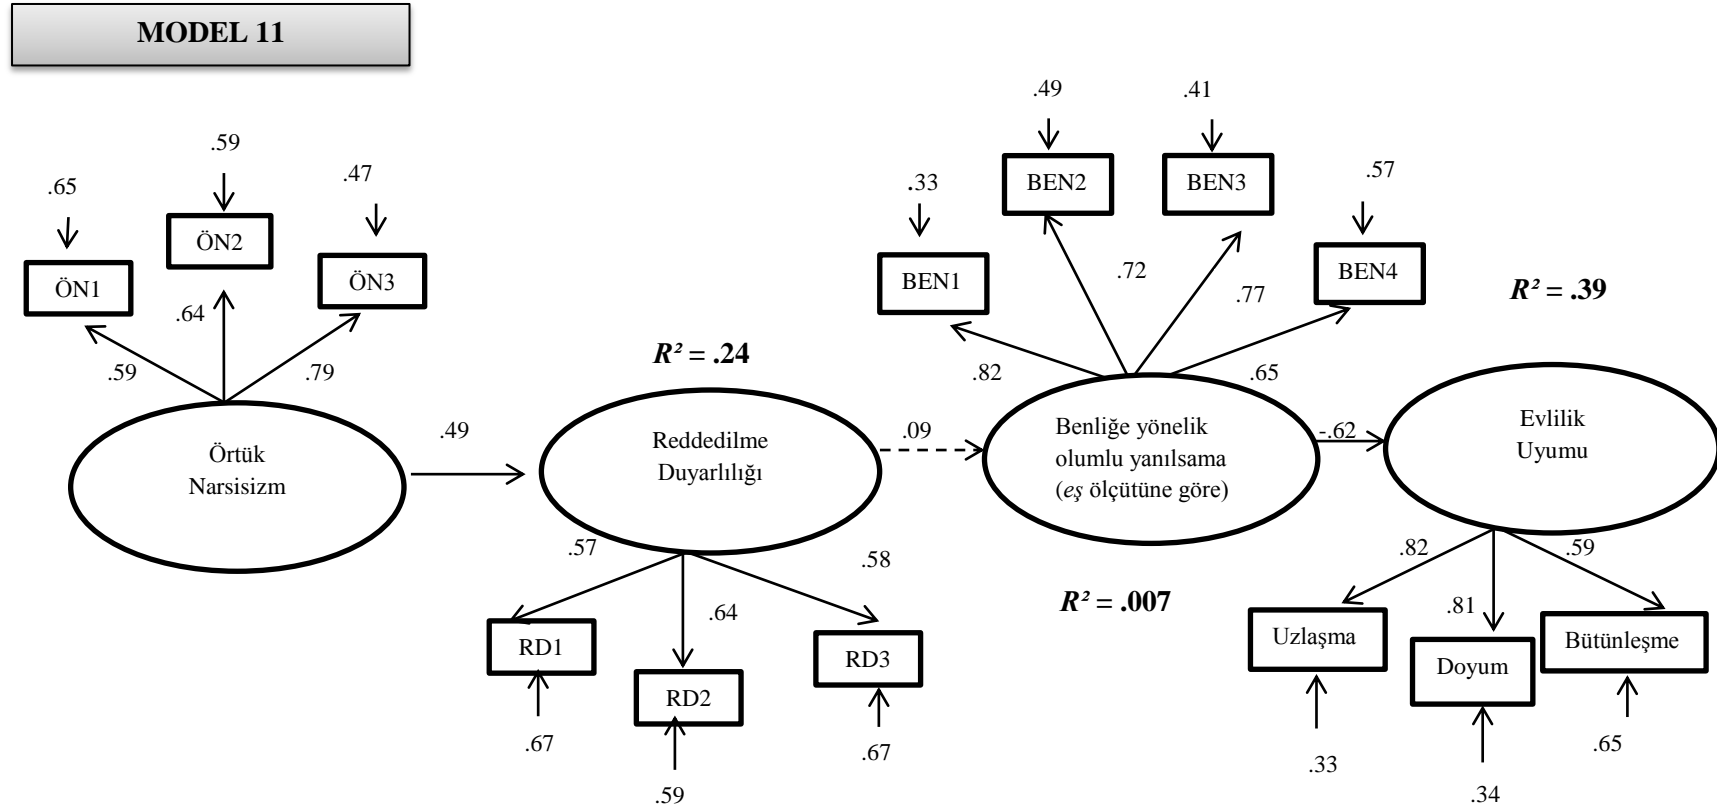 MODEL 11
.49
.41
.59
.65
.47
.33
.57
BEN2
BEN3
ÖN2
ÖN1
ÖN3
BEN1
BEN4
.72
.77
R² = .39
.64
.59
.79
R² = .24
.82
.65
Örtük
Narsisizm
.49
Reddedilme
Duyarlılığı
.09
Benliğe yönelik
olumlu yanılsama
(eş ölçütüne göre)
-.62
Evlilik
Uyumu
.57
.58
.82
.59
R² = .007
.64
.81
RD1
RD2
RD3
Uzlaşma
Doyum
Bütünleşme
.67
.59
.67
.33
.34
.65